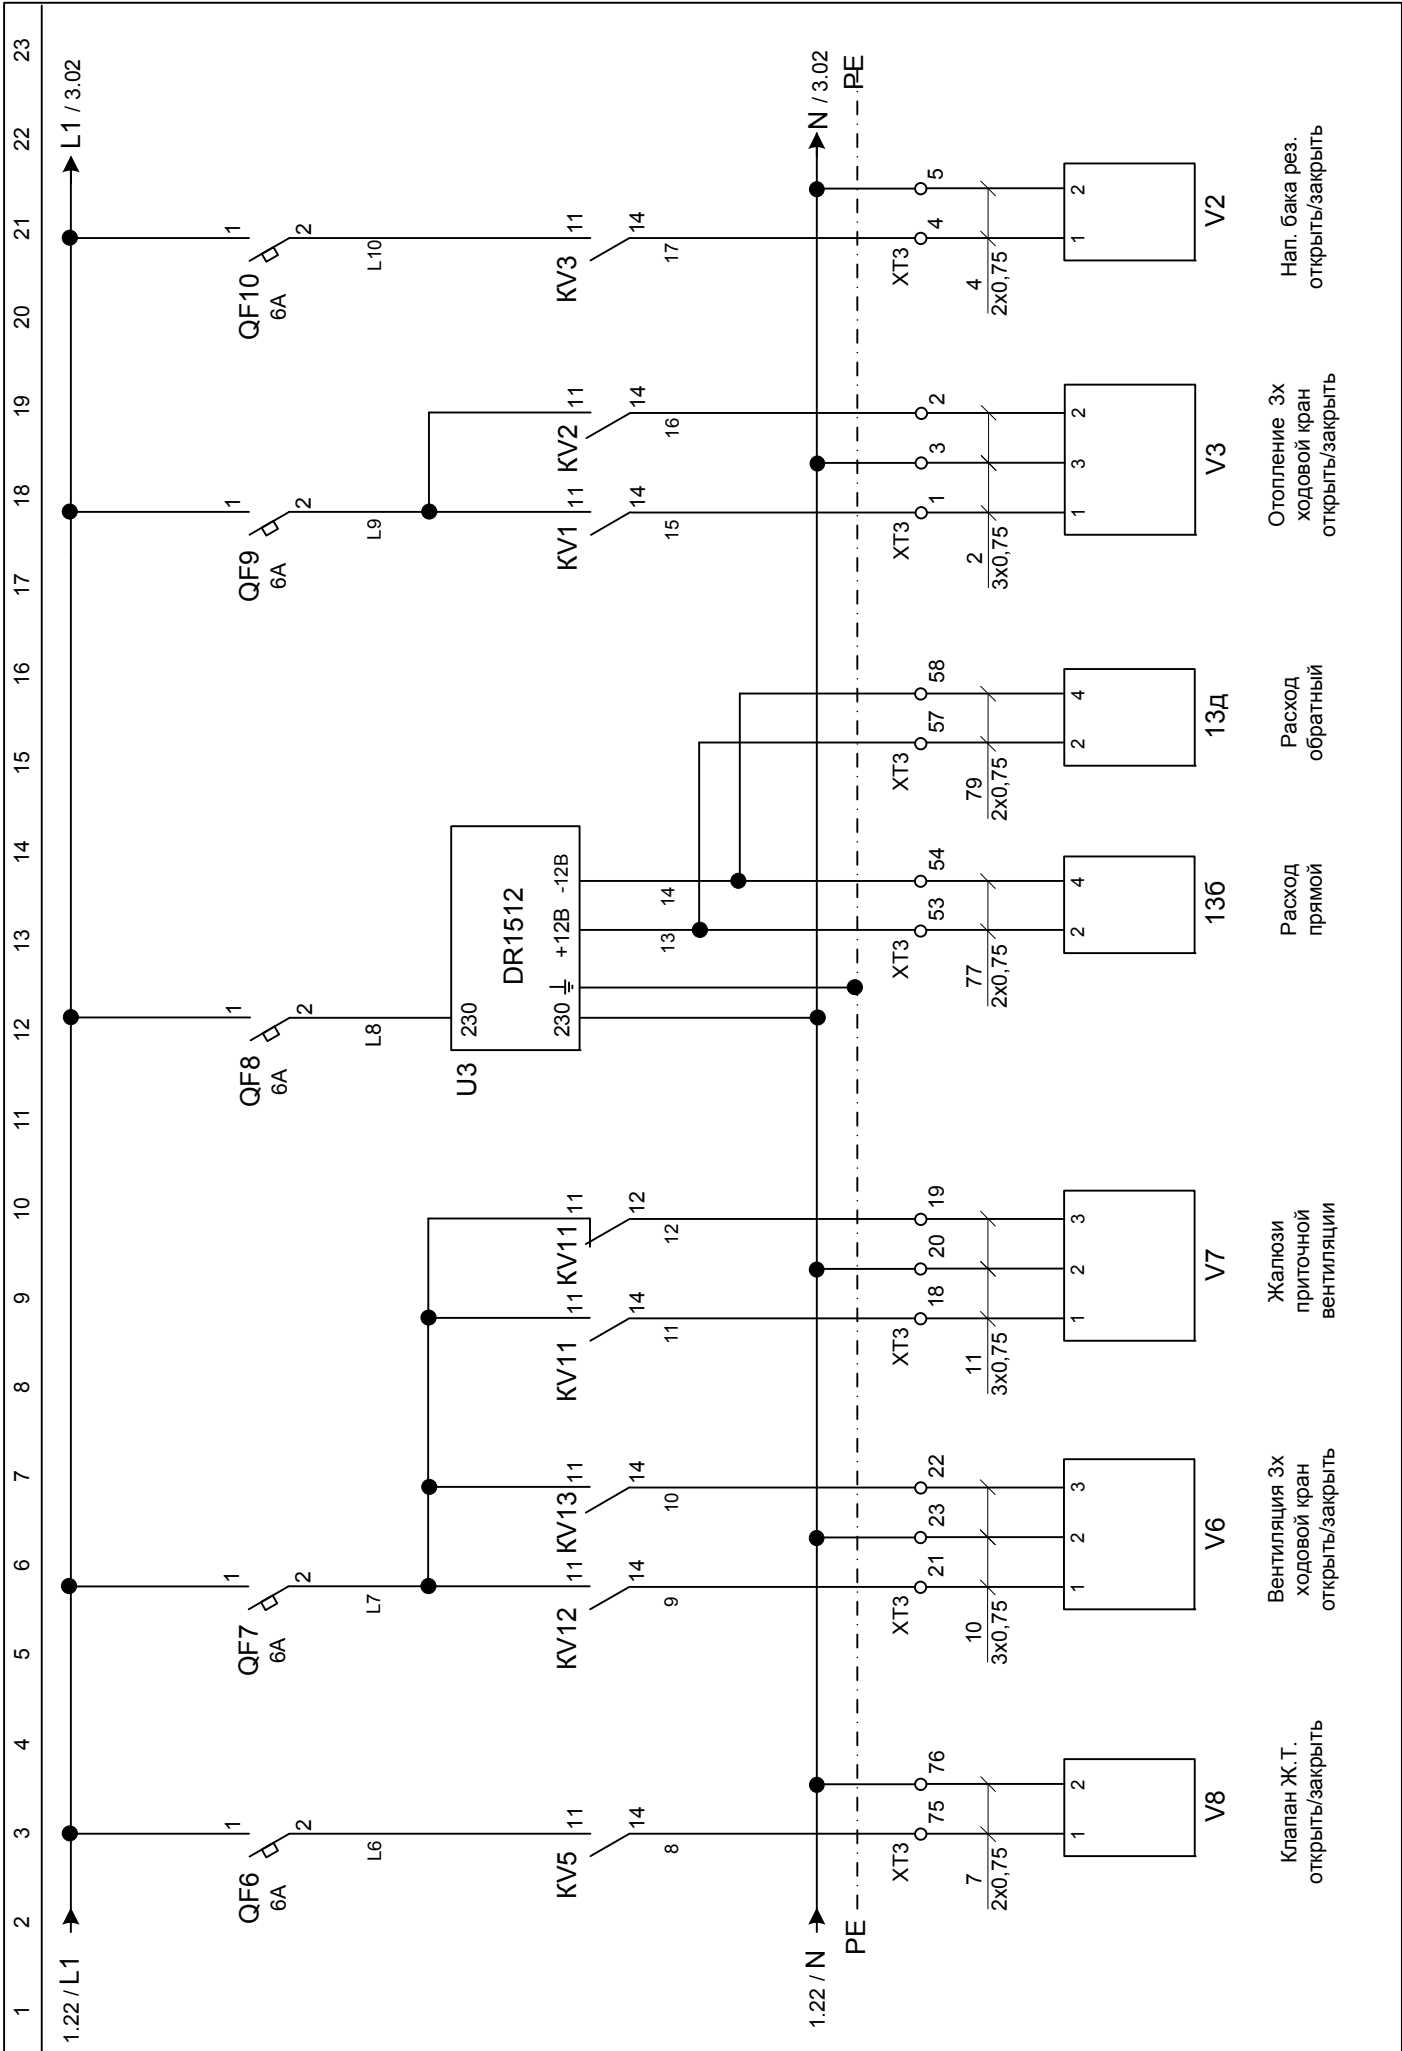 1 2 3 4 5 6 7 8 9 10 11 12 13 14 15 16 17 18 19 20 21 22 23
1.22 / L1
L1 / 3.02
QF6
6A
1
2
L6
QF7
6A
1
2
L7
QF8
6A
1
2
L8
QF9
6A
1
2
L9
QF10
6A
1
2
L10
U3
230
DR1512
230
+12В
-12В
13
14
KV5
11
14
8
KV12
11
14
9
KV13
11
14
10
KV11
11
14
11
KV11
11
12
12
KV1
11
14
15
KV2
11
14
16
KV3
11
14
17
1.22 / N
N / 3.02
PE
PE
XT3
75
76
7
2x0,75
1
2
V8
Клапан Ж.Т.
открыть/закрыть
XT3
21
23
22
10
3x0,75
1
2
3
V6
Вентиляция 3х
ходовой кран
открыть/закрыть
XT3
18
20
19
11
3x0,75
1
2
3
V7
Жалюзи
приточной
вентиляции
XT3
53
54
77
2x0,75
2
4
13б
Расход
прямой
XT3
57
58
79
2x0,75
2
4
13д
Расход
обратный
XT3
1
3
2
2
3x0,75
1
3
2
V3
Отопление 3х
ходовой кран
открыть/закрыть
XT3
4
5
4
2x0,75
1
2
V2
Нап. бака рез.
открыть/закрыть